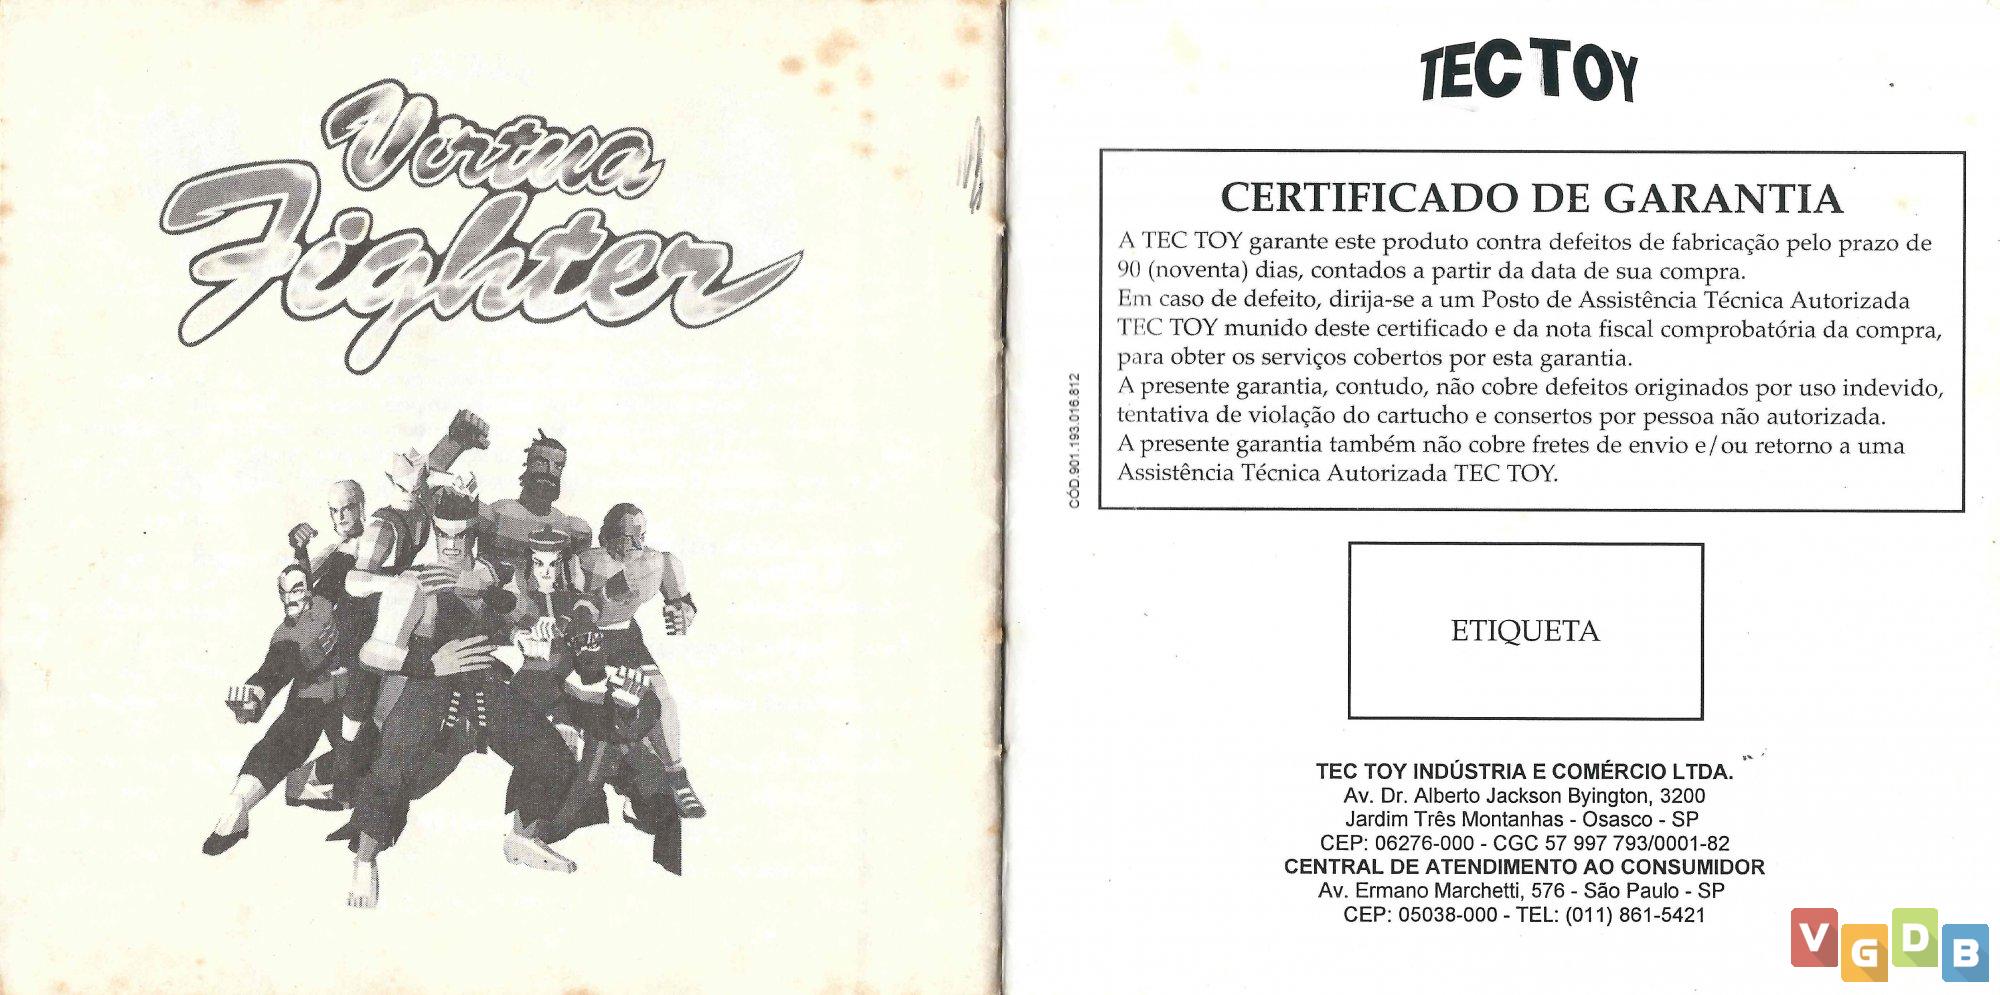 Virtua
Fighter
TEC TOY
CERTIFICADO DE GARANTIA
A TEC TOY garante este produto contra defeitos de fabricação pelo prazo de
90 (noventa) dias, contados a partir da data de sua compra.
Em caso de defeito, dirija-se a um Posto de Assistência Técnica Autorizada
TEC TOY munido deste certificado e da nota fiscal comprobatória da compra,
para obter os serviços cobertos por esta garantia.
A presente garantia, contudo, não cobre defeitos originados por uso indevido,
tentativa de violação do cartucho e consertos por pessoa não autorizada.
A presente garantia também não cobre fretes de envio e/ou retorno a uma
Assistência Técnica Autorizada TEC TOY.
CÓD.901.193.016.812
ETIQUETA
TEC TOY INDÚSTRIA E COMÉRCIO LTDA.
Av. Dr. Alberto Jackson Byington, 3200
Jardim Três Montanhas - Osasco - SP
CEP: 06276-000 - CGC 57 997 793/0001-82
CENTRAL DE ATENDIMENTO AO CONSUMIDOR
Av. Ermano Marchetti, 576 - São Paulo - SP
CEP: 05038-000 - TEL: (011) 861-5421
VGDB